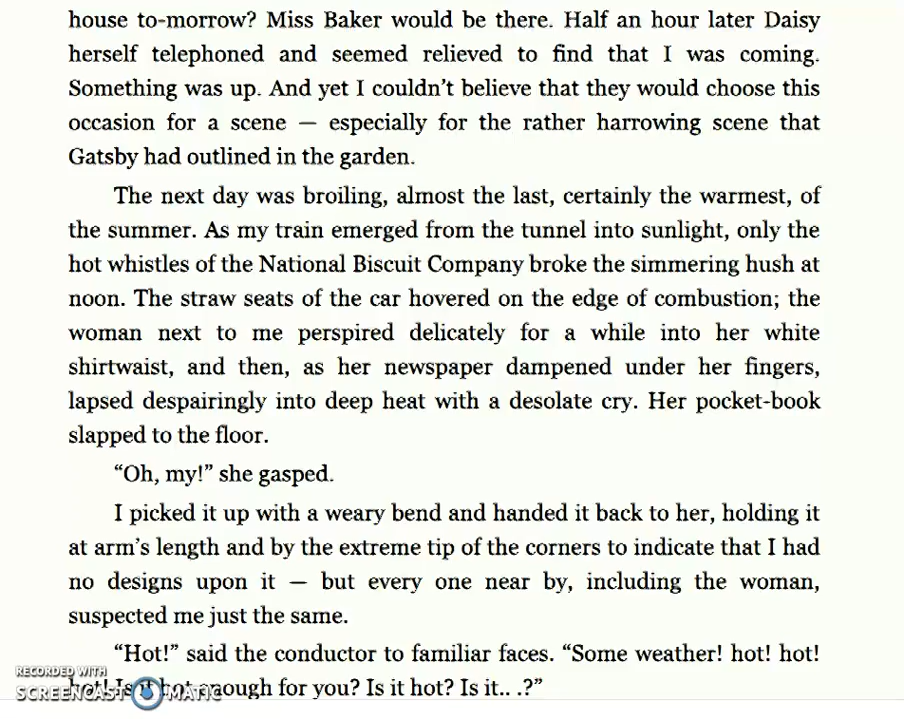 house to-morrow? Miss Baker would be there. Half an hour later Daisy
herself telephoned and seemed relieved to find that I was coming.
Something was up. And yet I couldn’t believe that they would choose this
occasion for a scene — especially for the rather harrowing scene that
Gatsby had outlined in the garden.
The next day was broiling, almost the last, certainly the warmest, of
the summer. As my train emerged from the tunnel into sunlight, only the
hot whistles of the National Biscuit Company broke the simmering hush at
noon. The straw seats of the car hovered on the edge of combustion; the
woman next to me perspired delicately for a while into her white
shirtwaist, and then, as her newspaper dampened under her fingers,
lapsed despairingly into deep heat with a desolate cry. Her pocket-book
slapped to the floor.
“Oh, my!” she gasped.
I picked it up with a weary bend and handed it back to her, holding it
at arm’s length and by the extreme tip of the corners to indicate that I had
no designs upon it — but every one near by, including the woman,
suspected me just the same.
“Hot!” said the conductor to familiar faces. “Some weather! hot! hot!
hot! Is it hot enough for you? Is it hot? Is it.. .?”
RECORDED WITH
SCREENCAST MATIC